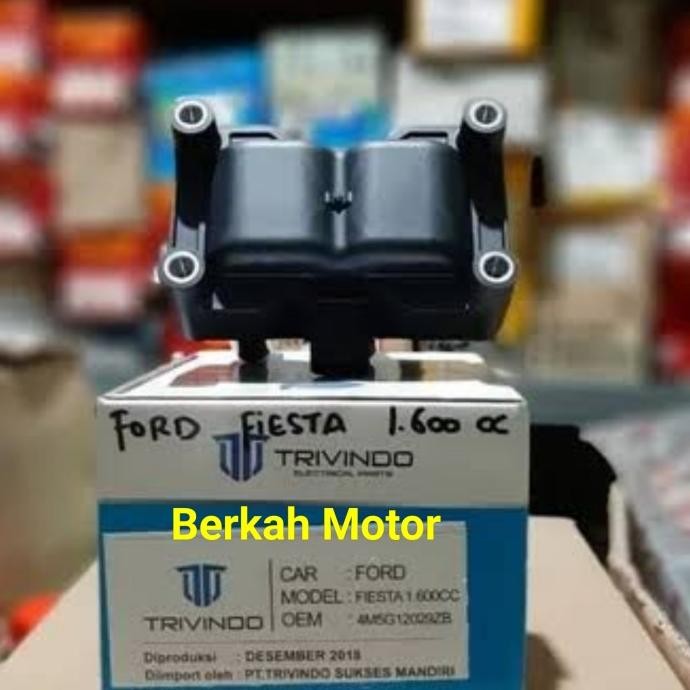 FORD FIESTA 1.600 CC
TRIVINDO
ELECTRICAL PARTS
Berkah Motor
TRIVINDO
CAR : FORD
MODEL : FIESTA 1.600CC
OEM : 4M5G12029ZB
Diproduksi : DESEMBER 2018
Diimport oleh : PT.TRIVINDO SUKSES MANDIRI